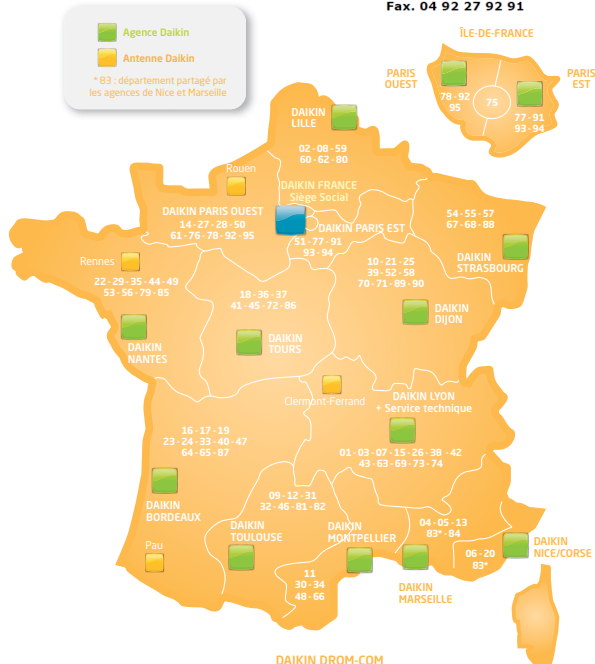 Fax. 04 92 27 92 91
Agence Daikin
Antenne Daikin
* B3 : département partagé par
les agences de Nice et Marseille
ÎLE-DE-FRANCE
PARIS
OUEST
PARIS
EST
78 - 92
95
75
77 - 91
93 - 94
DAIKIN
LILLE
02 - 08 - 59
60 - 62 - 80
Rouen
DAIKIN FRANCE
Siège Social
DAIKIN PARIS OUEST
14 - 27 - 28 - 50
61 - 76 - 78 - 92 - 95
DAIKIN PARIS EST
51 - 77 - 91
93 - 94
54 - 55 - 57
67 - 68 - 88
DAIKIN
STRASBOURG
Rennes
22 - 29 - 35 - 44 - 49
53 - 56 - 79 - 85
DAIKIN
NANTES
18 - 36 - 37
41 - 45 - 72 - 86
DAIKIN
TOURS
10 - 21 - 25
39 - 52 - 58
70 - 71 - 89 - 90
DAIKIN
DIJON
Clermont-Ferrand
DAIKIN LYON
+ Service technique
01 - 03 - 07 - 15 - 26 - 38 - 42
43 - 63 - 69 - 73 - 74
16 - 17 - 19
23 - 24 - 33 - 40 - 47
64 - 65 - 87
DAIKIN
BORDEAUX
Pau
09 - 12 - 31
32 - 46 - 81 - 82
DAIKIN
TOULOUSE
DAIKIN
MONTPELLIER
11
30 - 34
48 - 66
04 - 05 - 13
83* - 84
DAIKIN
MARSEILLE
06 - 20
83*
DAIKIN
NICE/CORSE
DAIKIN DROM-COM